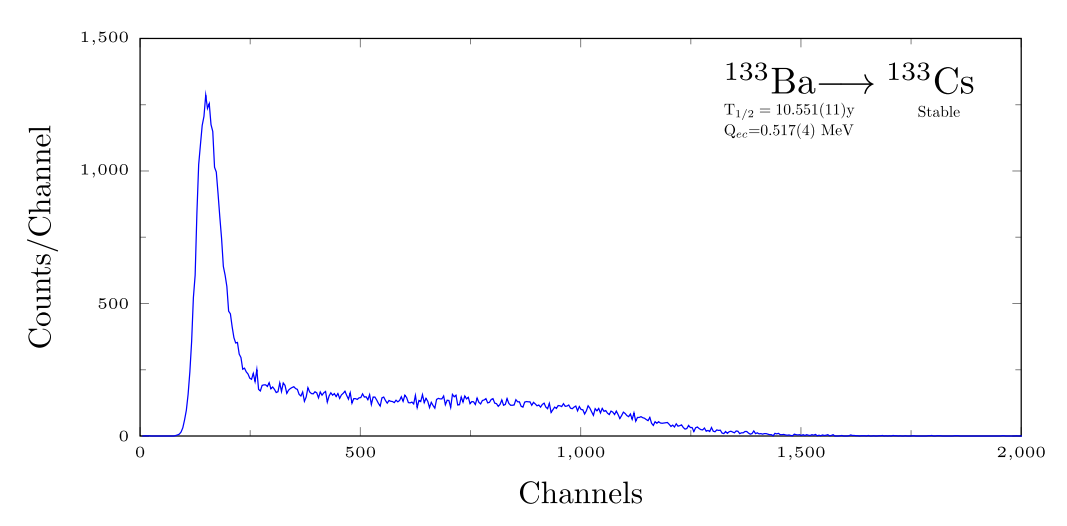 1,500
1,000
500
0
Counts/Channel
¹³³Ba⟶ ¹³³Cs
T₁/₂ = 10.551(11)y Stable
Qec=0.517(4) MeV
0 500 1,000 1,500 2,000
Channels